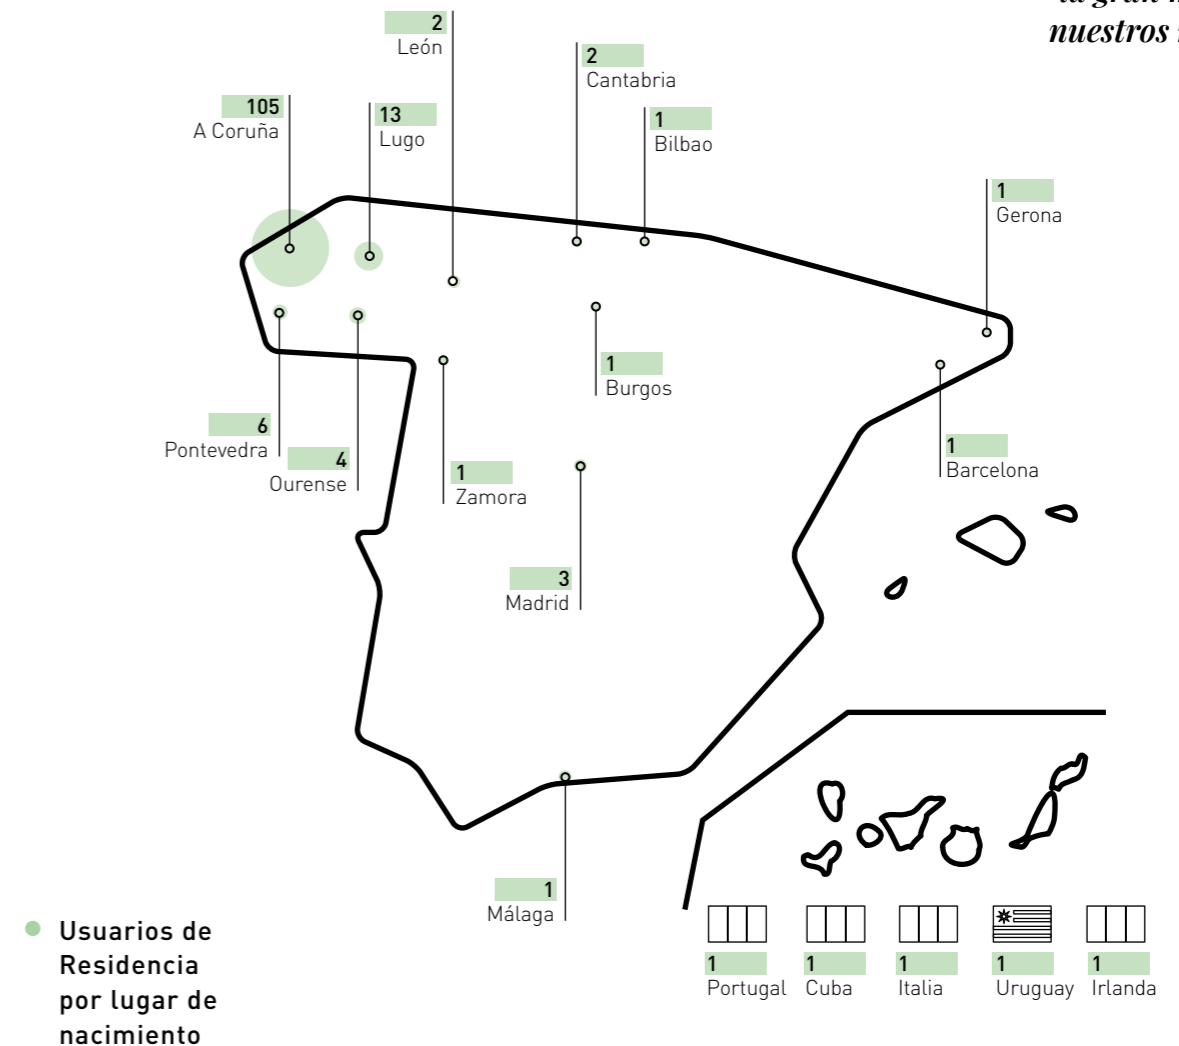 nuestros
2
León
2
Cantabria
105
A Coruña
13
Lugo
1
Bilbao
1
Gerona
1
Burgos
6
Pontevedra
4
Ourense
1
Zamora
1
Barcelona
3
Madrid
1
Málaga
Usuarios de
Residencia
por lugar de
nacimiento
1
Portugal
1
Cuba
1
Italia
1
Uruguay
1
Irlanda